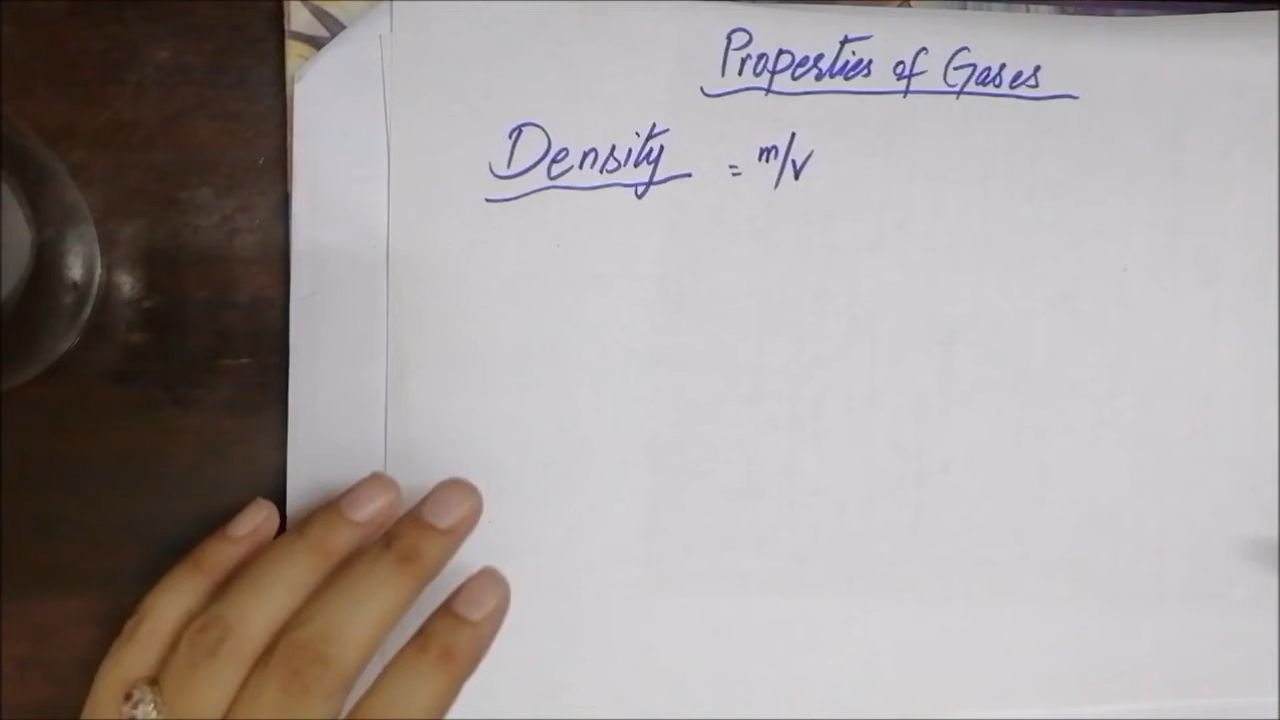 Properties of Gases
Density = m/v